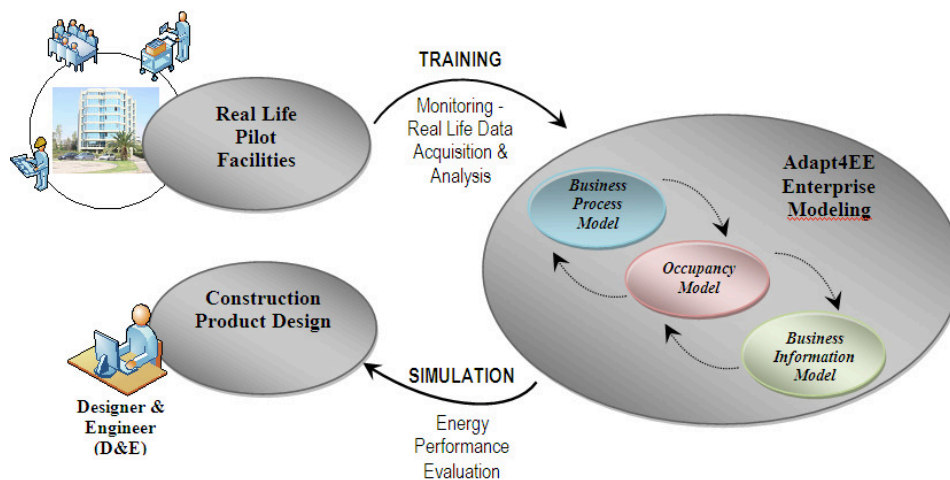 Real Life
Pilot
Facilities
TRAINING
Monitoring -
Real Life Data
Acquisition &
Analysis
Adapt4EE
Enterprise
Modeling
Business
Process
Model
Occupancy
Model
Business
Information
Model
Construction
Product Design
Designer &
Engineer
(D&E)
SIMULATION
Energy
Performance
Evaluation